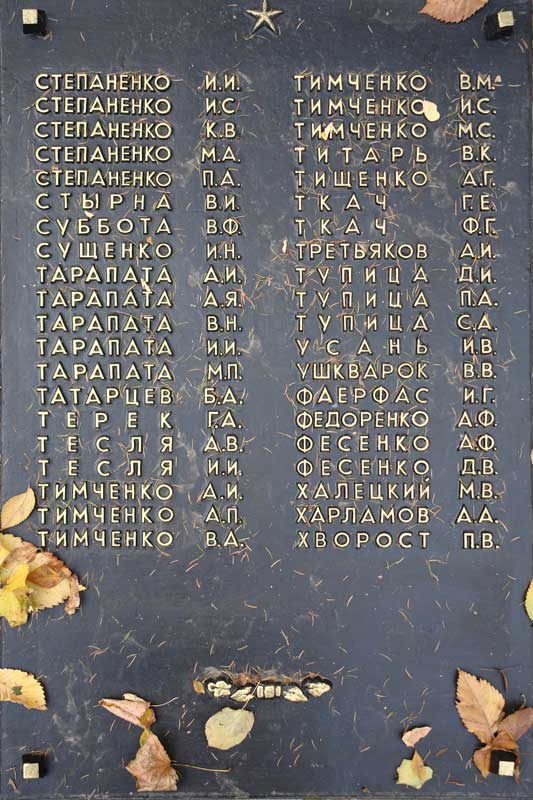 СТЕПАНЕНКО И.И.
СТЕПАНЕНКО И.С.
СТЕПАНЕНКО К.В.
СТЕПАНЕНКО М.А.
СТЕПАНЕНКО П.А.
СТЫРНА В.И.
СУББОТА В.Ф.
СУЩЕНКО И.Н.
ТАРАПАТА А.И.
ТАРАПАТА А.Я.
ТАРАПАТА В.Н.
ТАРАПАТА И.И.
ТАРАПАТА М.П.
ТАТАРЦЕВ Б.А.
ТЕРЕК Г.А.
ТЕСЛЯ А.В.
ТЕСЛЯ И.И.
ТИМЧЕНКО А.И.
ТИМЧЕНКО А.П.
ТИМЧЕНКО В.А.
ТИМЧЕНКО В.М.
ТИМЧЕНКО И.С.
ТИМЧЕНКО М.С.
ТИТАРЬ В.К.
ТИЩЕНКО А.Г.
ТКАЧ Г.Е.
ТКАЧ Ф.Г.
ТРЕТЬЯКОВ А.И.
ТУПИЦА Д.И.
ТУПИЦА П.А.
ТУПИЦА С.А.
УСАНЬ И.В.
УШКВАРОК В.В.
ФАЕРФАС И.Г.
ФЕДОРЕНКО А.Ф.
ФЕСЕНКО А.Ф.
ФЕСЕНКО Д.В.
ХАЛЕЦКИЙ М.В.
ХАРЛАМОВ А.А.
ХВОРОСТ П.В.